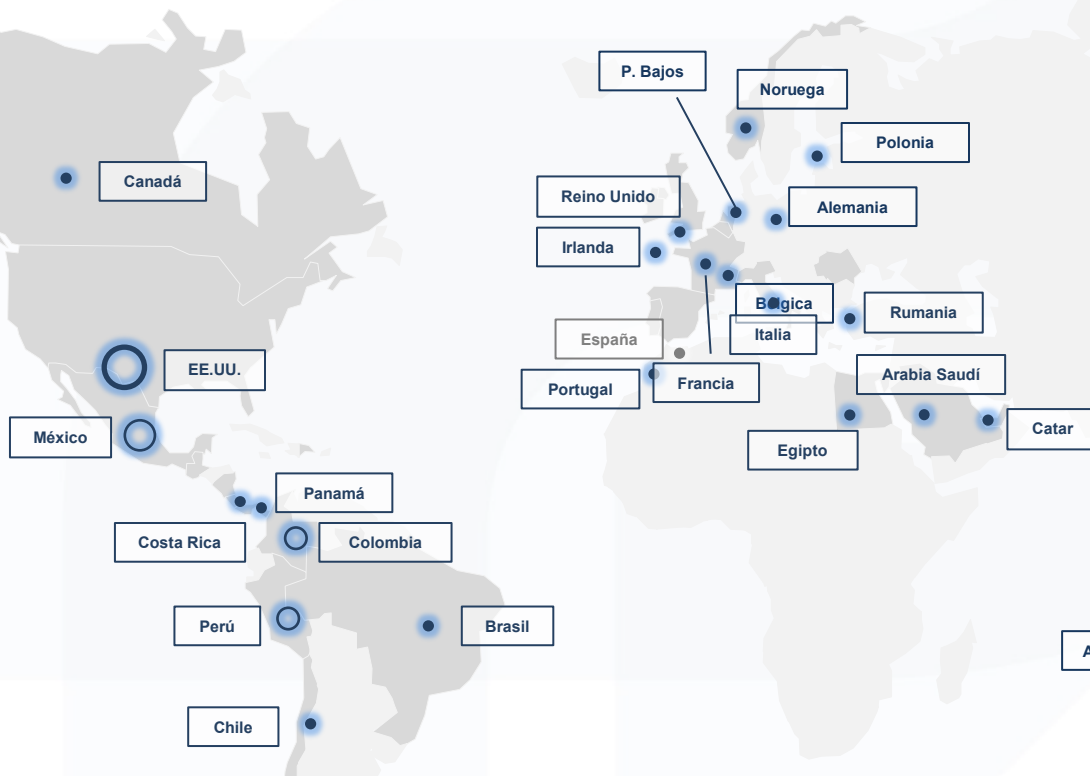 P. Bajos
Noruega
Polonia
Canadá
Reino Unido
Alemania
Irlanda
Bélgica
Italia
Rumania
España
EE.UU.
Arabia Saudí
Portugal
Francia
México
Catar
Egipto
Panamá
Costa Rica
Colombia
Perú
Brasil
Chile